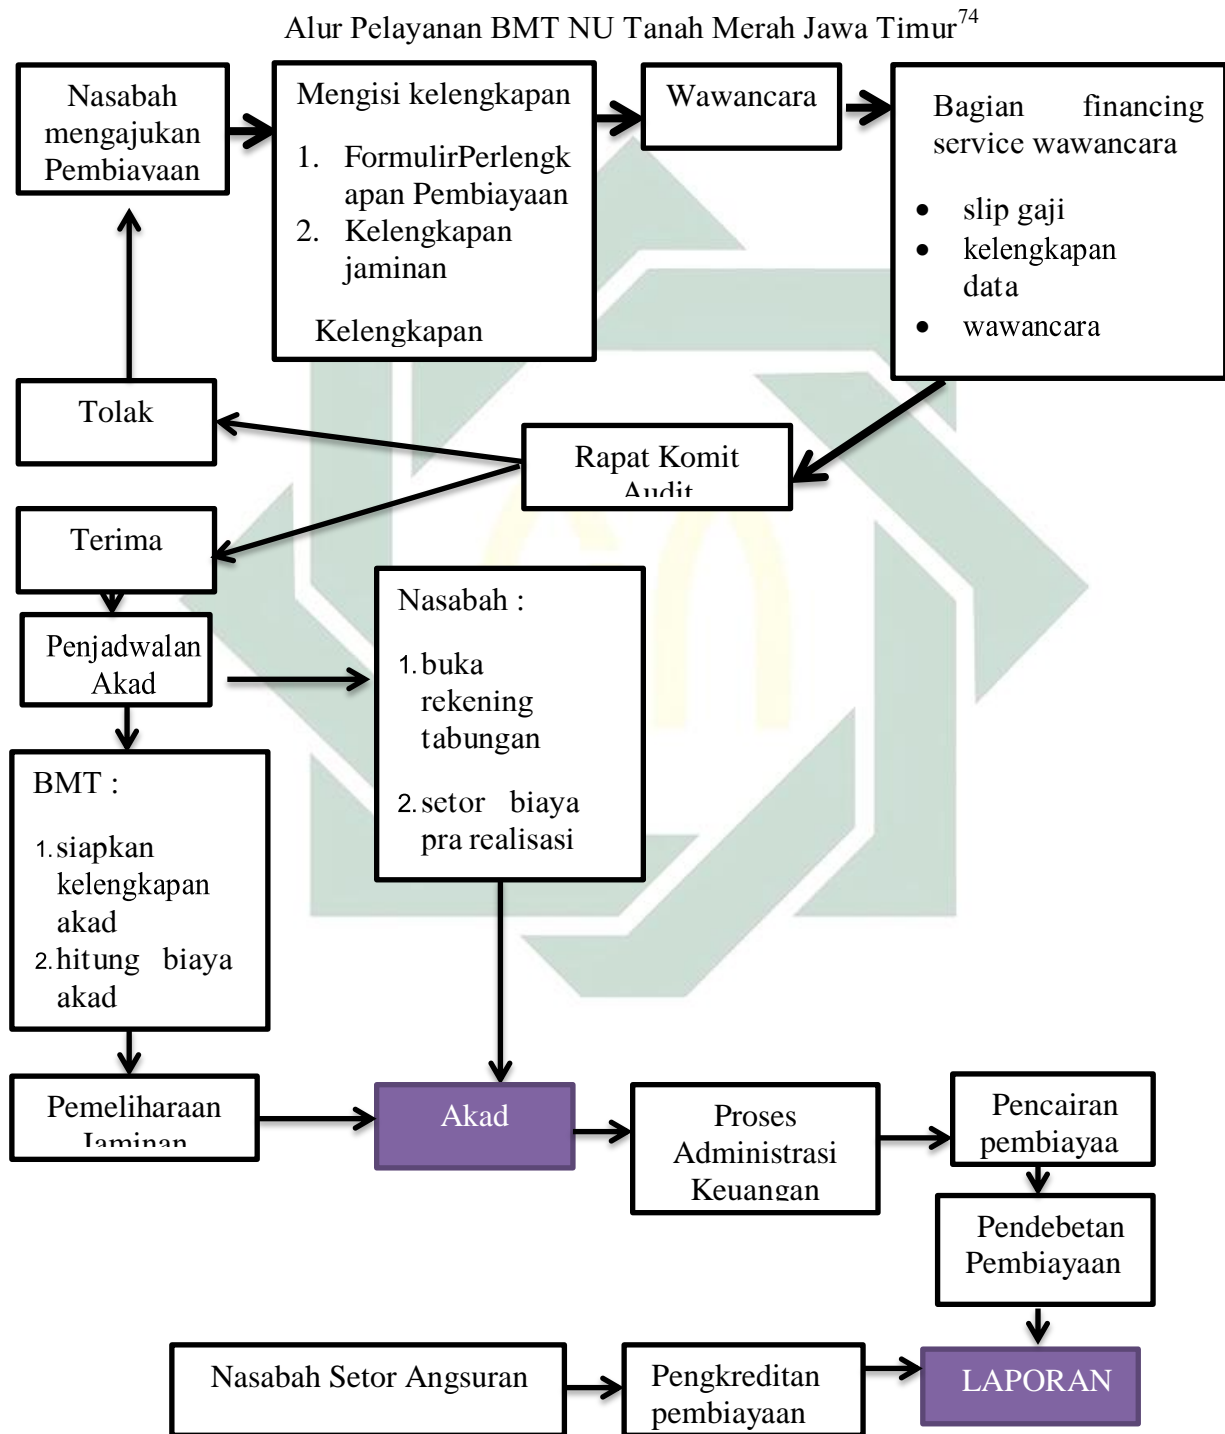 Alur Pelayanan BMT NU Tanah Merah Jawa Timur74
Nasabah
mengajukan
Pembiayaan
Mengisi kelengkapan
1. FormulirPerlengk
apan Pembiayaan
2. Kelengkapan
jaminan
Kelengkapan
Wawancara
Bagian financing
service wawancara
• slip gaji
• kelengkapan
data
• wawancara
Tolak
Rapat Komit
Audit
Terima
Penjadwalan
Akad
Nasabah :
1. buka
rekening
tabungan
2. setor biaya
pra realisasi
BMT :
1. siapkan
kelengkapan
akad
2. hitung biaya
akad
Pemeliharaan
Jaminan
Akad
Proses
Administrasi
Keuangan
Pencairan
pembiayaa
Pendebetan
Pembiayaan
Nasabah Setor Angsuran
Pengkreditan
pembiayaan
LAPORAN